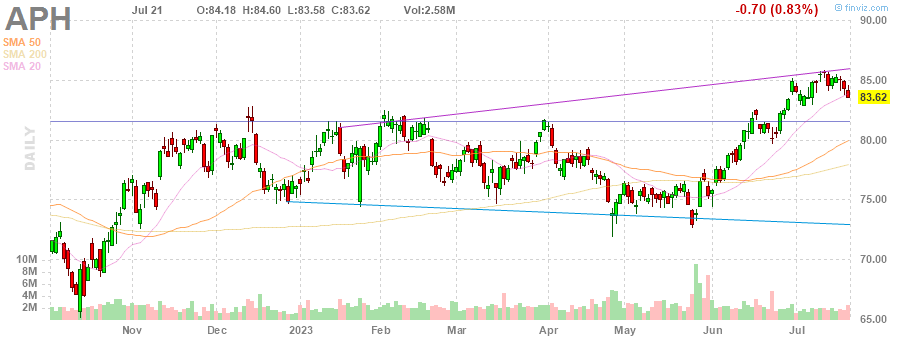 APH
Jul 21 O:84.18 H:84.60 L:83.58 C:83.62 Vol:2.58M
-0.70 (0.83%)
© finviz.com
SMA 50
SMA 200
SMA 20
DAILY
90.00
85.00
83.62
80.00
75.00
70.00
65.00
10M
8M
6M
4M
2M
Nov Dec 2023 Feb Mar Apr May Jun Jul